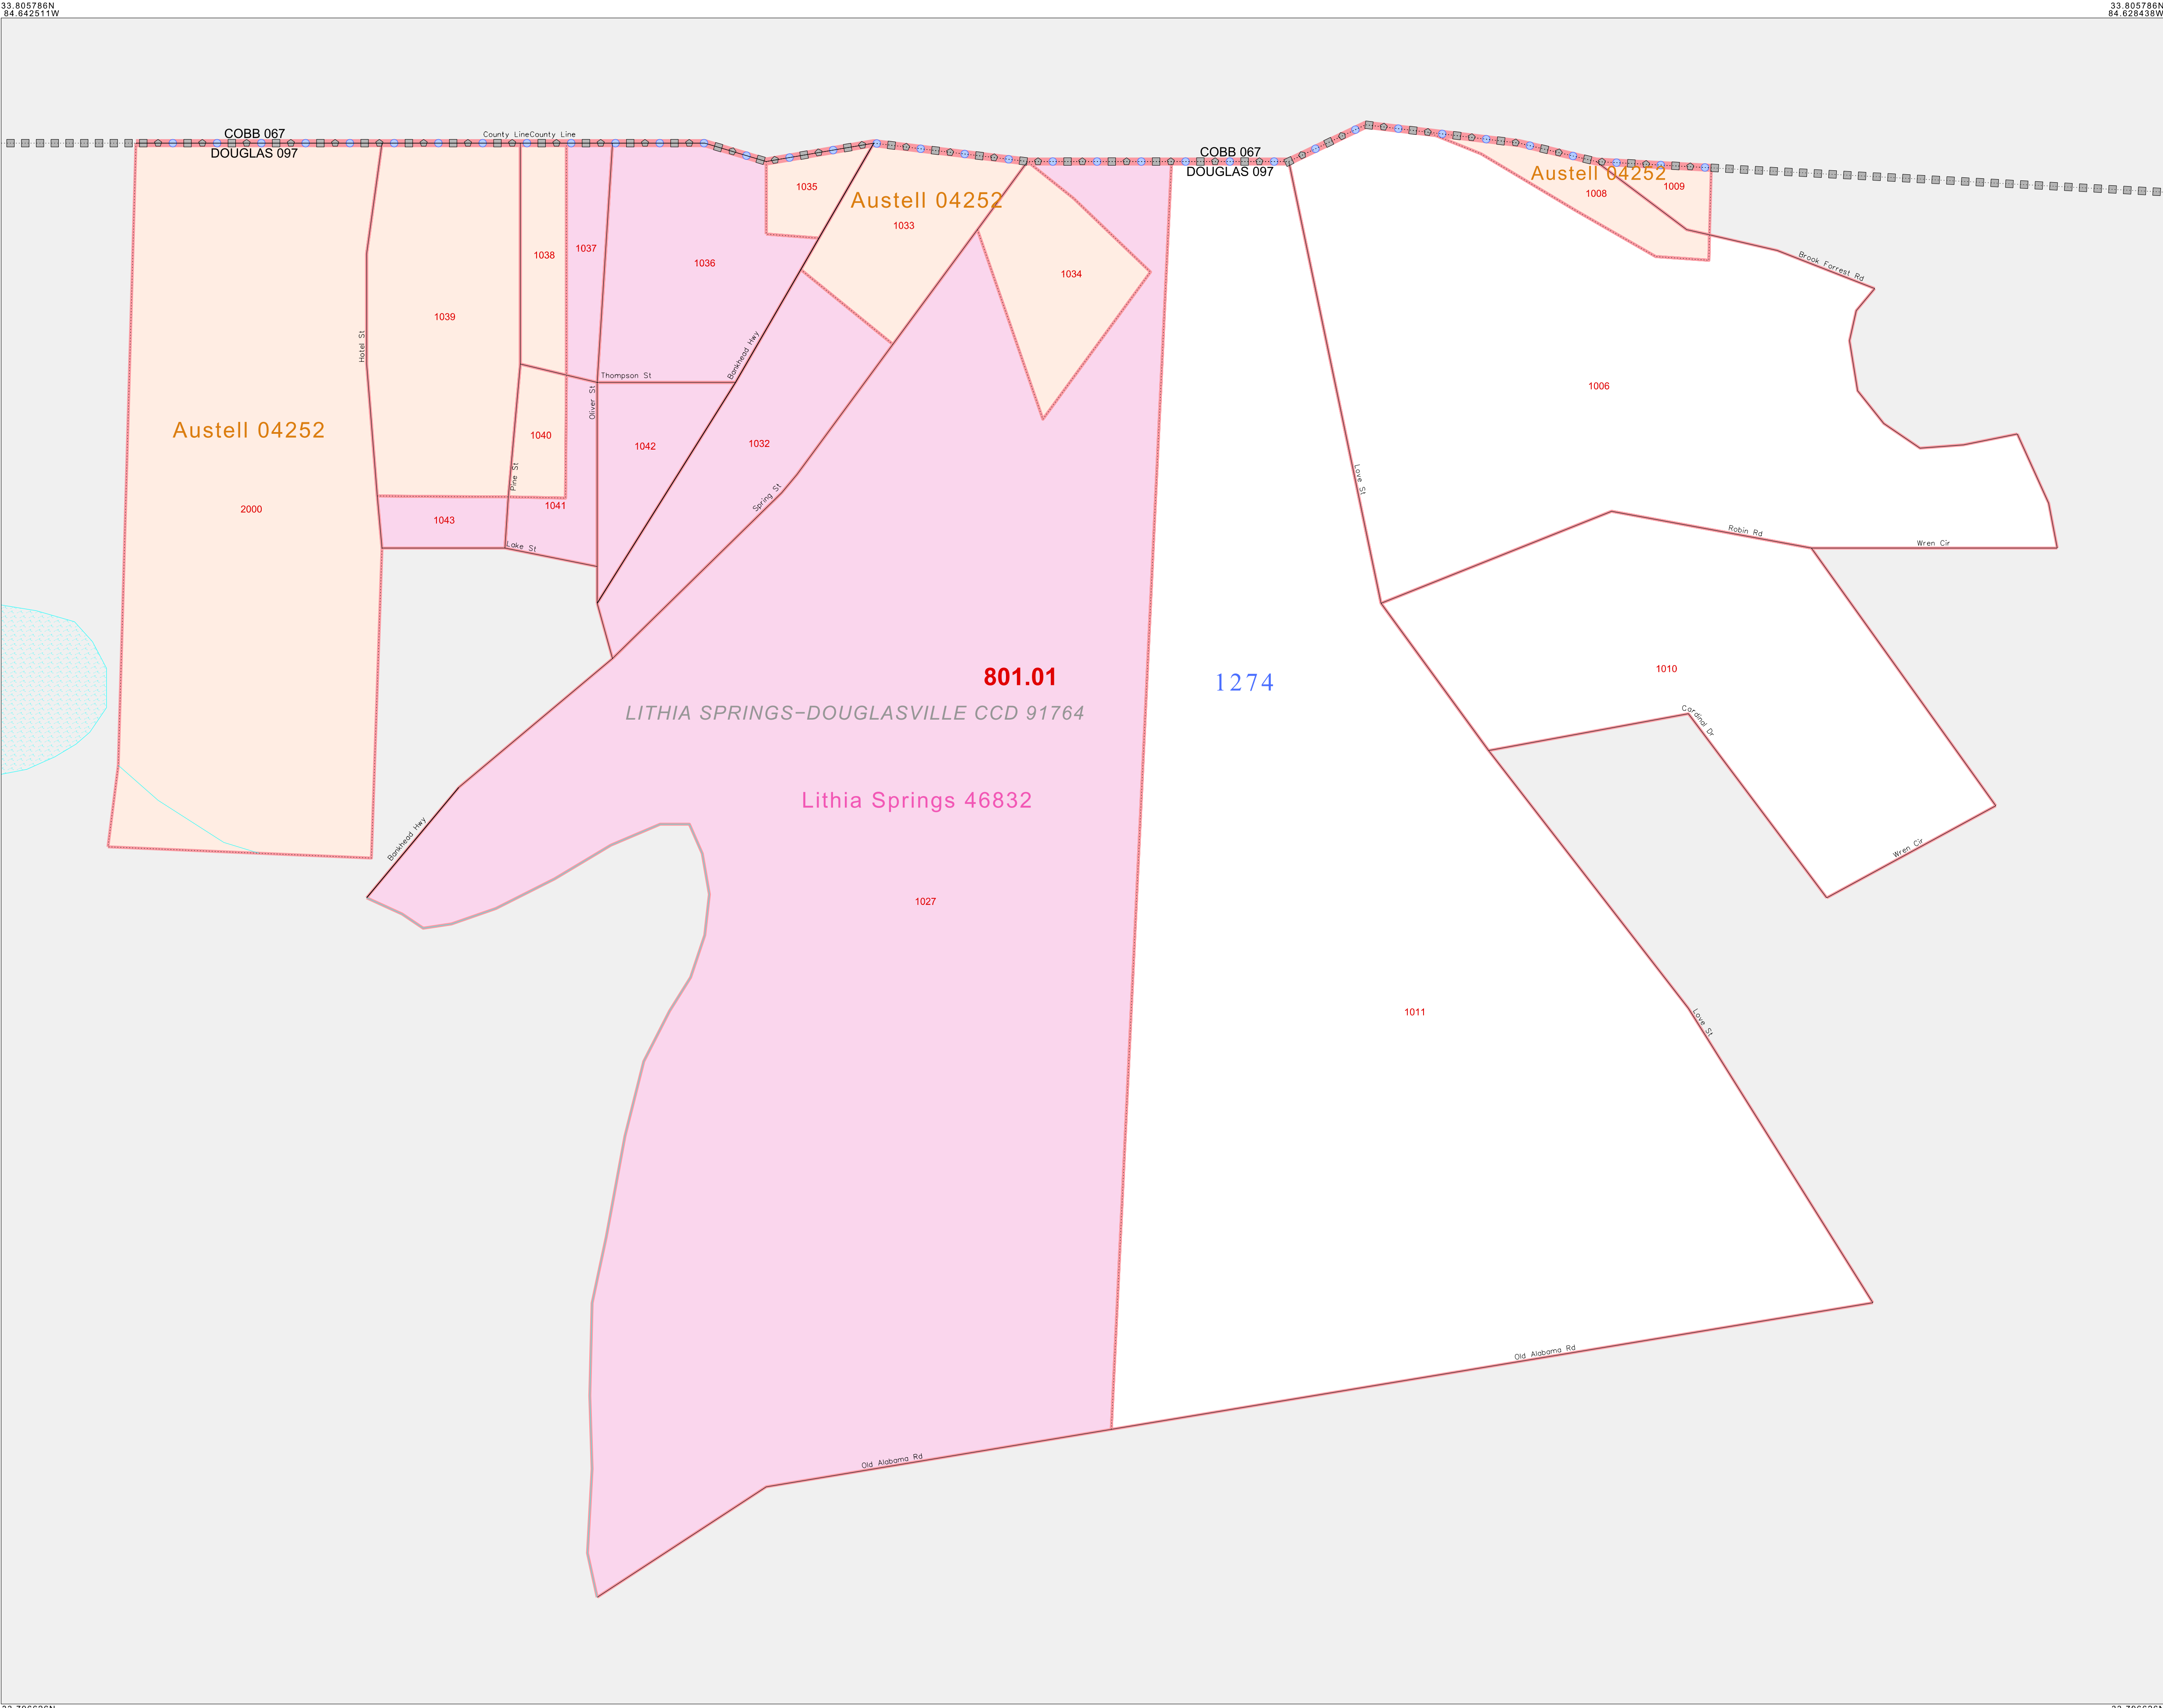 33.805786N
84.642511W
33.805786N
84.628438W
COBB 067
DOUGLAS 097
County Line
County Line
COBB 067
DOUGLAS 097
Austell 04252
1009
1008
1035
Austell 04252
1033
1037
1038
1036
1034
Brook Forrest Rd
1039
Hotel St
Bankhead Hwy
Thompson St
Oliver St
1006
Austell 04252
1040
1042
1032
Pine St
Spring St
Love St
2000
1041
1043
Lake St
Robin Rd
Wren Cir
801.01
1274
1010
LITHIA SPRINGS-DOUGLASVILLE CCD 91764
Cardinal Dr
Lithia Springs 46832
Bankhead Hwy
Wren Cir
1027
1011
Love St
Old Alabama Rd
Old Alabama Rd